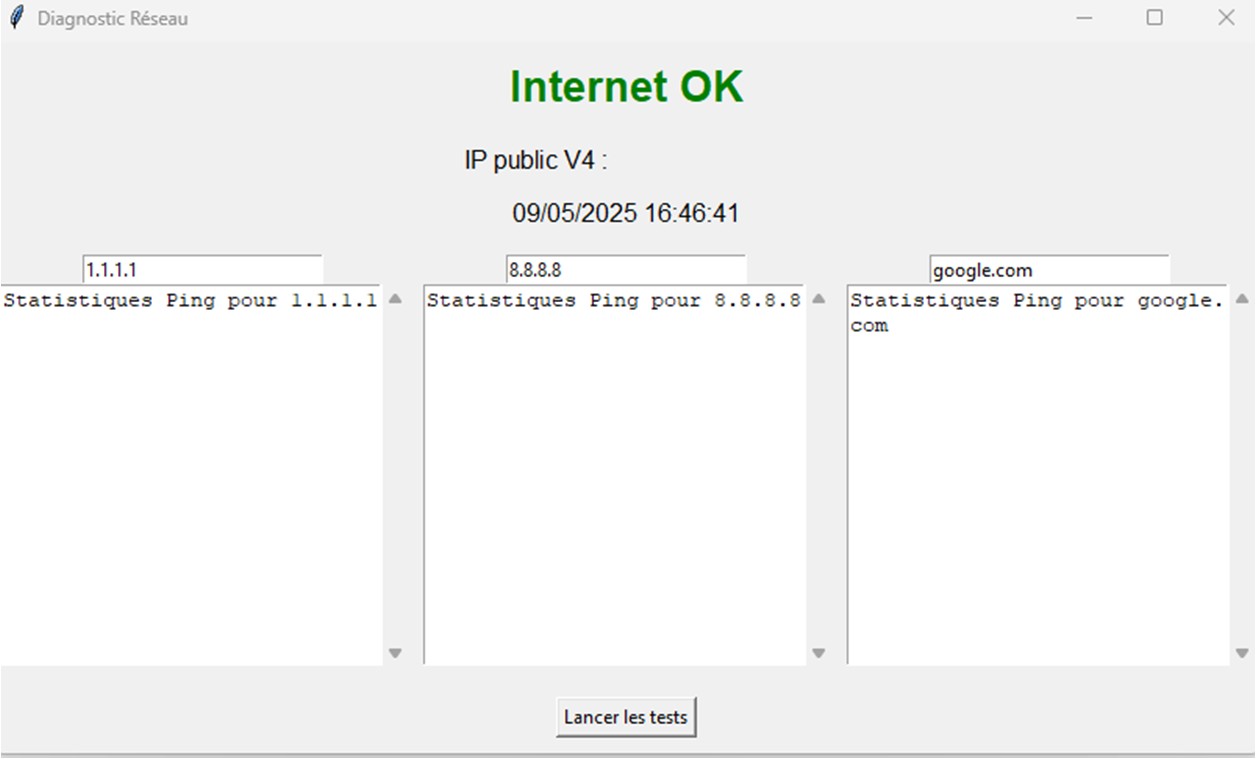 Diagnostic Réseau
Internet OK
IP public V4 :
09/05/2025 16:46:41
1.1.1.1
8.8.8.8
google.com
Statistiques Ping pour 1.1.1.1
Statistiques Ping pour 8.8.8.8
Statistiques Ping pour google.
com
Lancer les tests